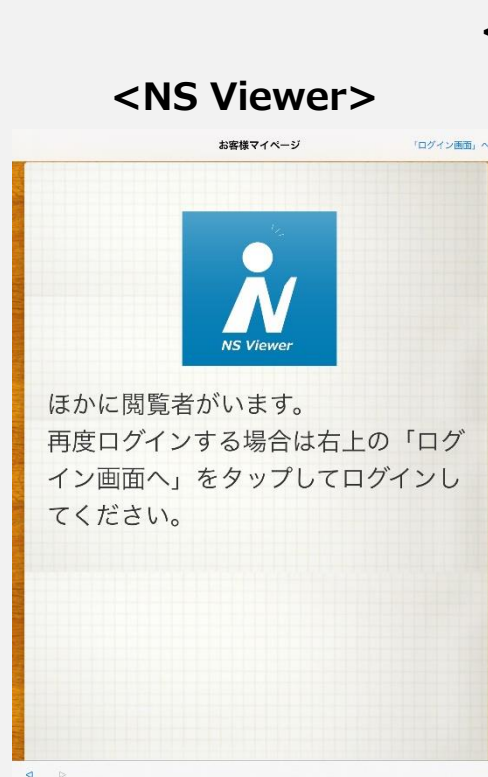 <NS Viewer>
お客様マイページ
「ログイン画面」へ
NS Viewer
ほかに閲覧者がいます。
再度ログインする場合は右上の「ログ
イン画面へ」をタップしてログインし
てください。